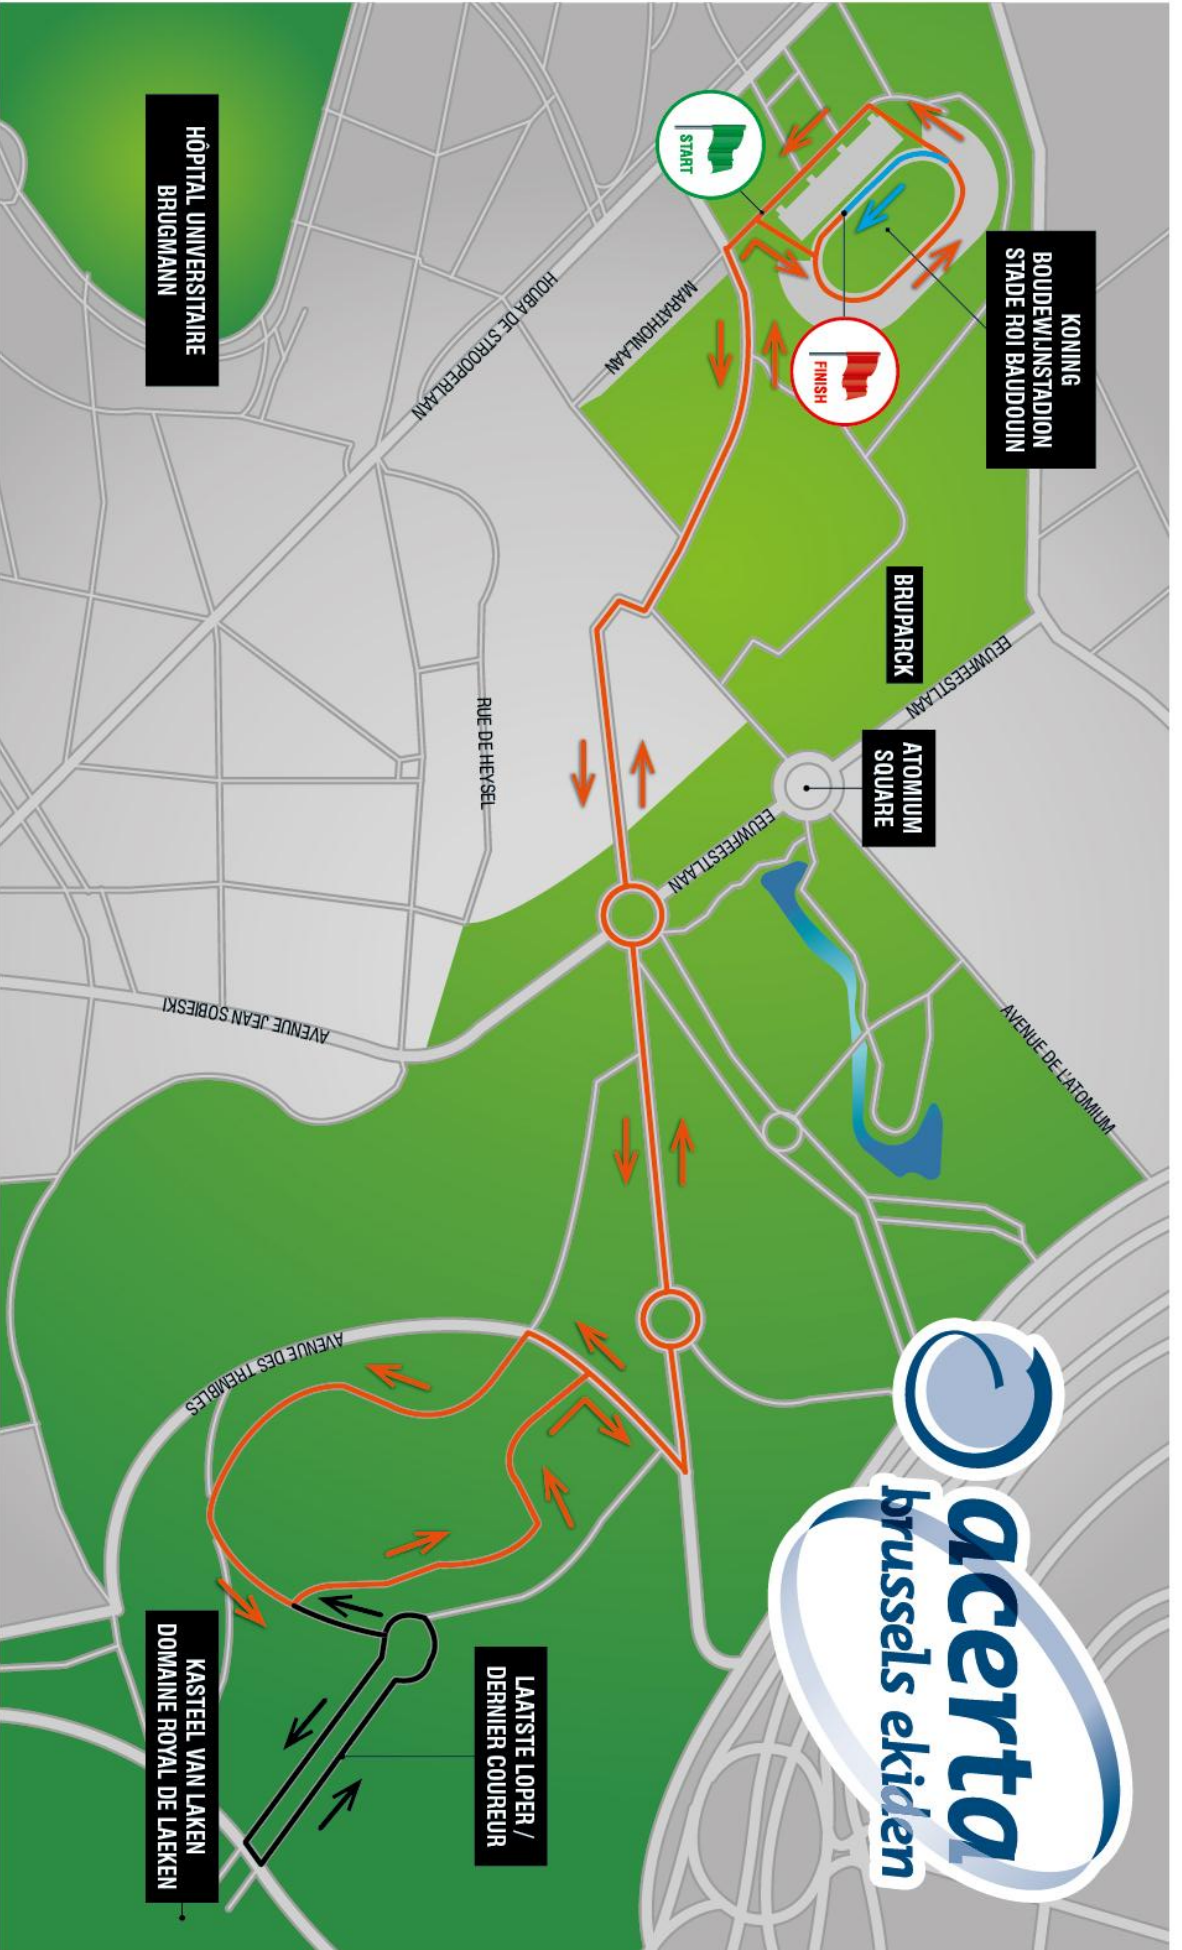 KONING
BOUDEWIJNSTADION
STADE ROI BAUDOUIN
START
FINISH
MARATHONLAAN
HOUBA DE STROOPERLAAN
HÔPITAL UNIVERSITAIRE
BRUGMANN
BRUPARCK
EEUWFEESTLAAN
ATOMIUM
SQUARE
EEUWFEESTLAAN
RUE DE HEYSEL
AVENUE JEAN SOBIESKI
AVENUE DE L'ATOMIUM
AVENUE DES TREMBLES
acerta
brussels ekiden
LAATSTE LOPER /
DERNIER COUREUR
KASTEEL VAN LAKEN
DOMAINE ROYAL DE LAEKEN